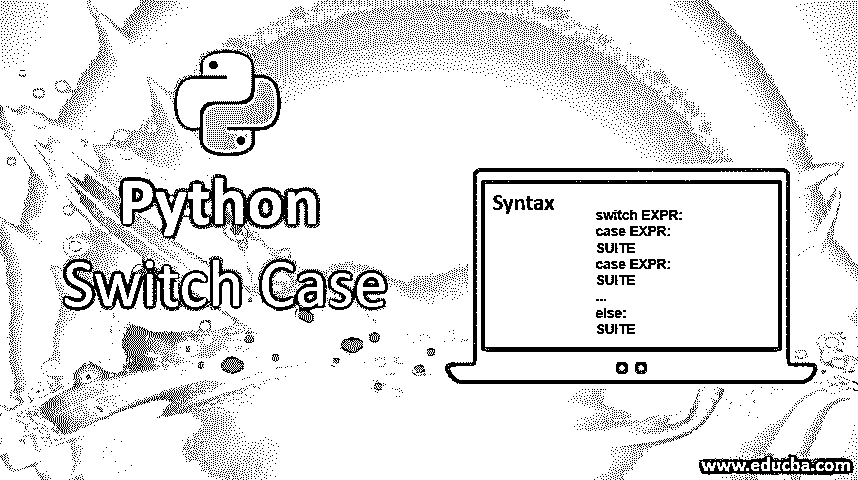 Python
Switch Case
Syntax
switch EXPR:
case EXPR:
SUITE
case EXPR:
SUITE
...
else:
SUITE
www.educba.com